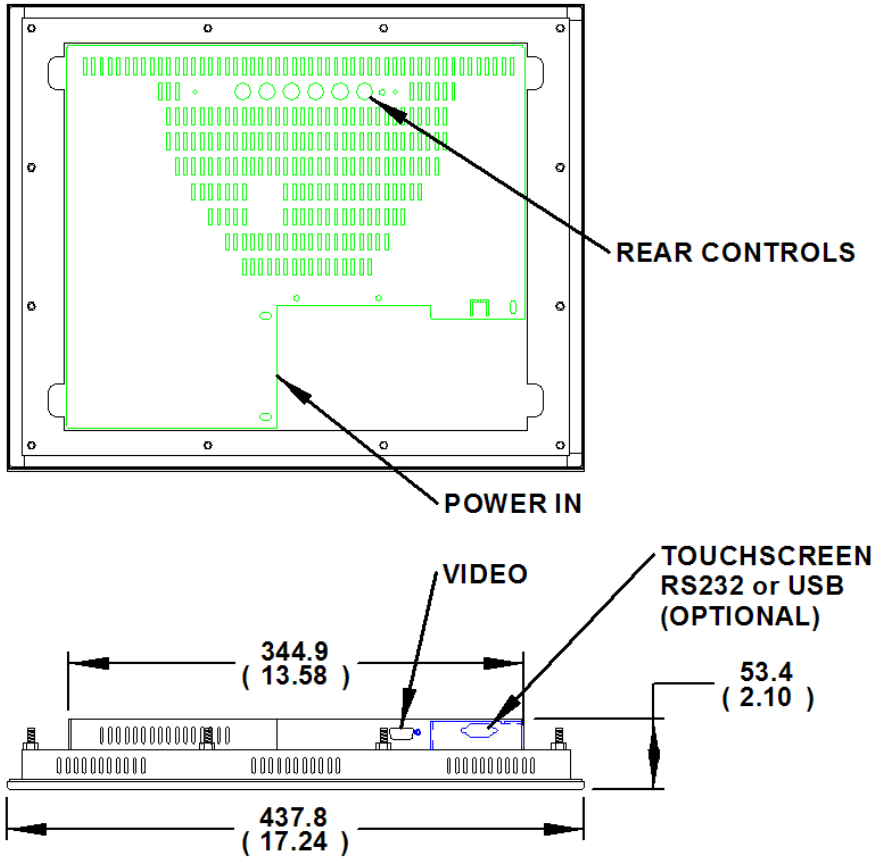 REAR CONTROLS
POWER IN
VIDEO
TOUCHSCREEN
RS232 or USB
(OPTIONAL)
344.9
( 13.58 )
53.4
( 2.10 )
437.8
( 17.24 )